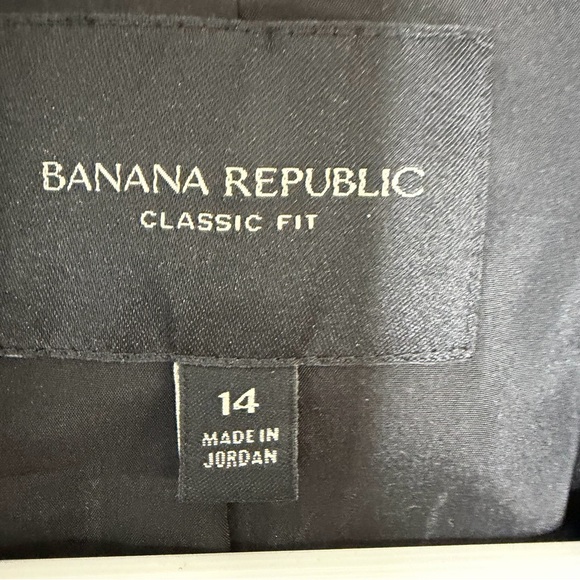 BANANA REPUBLIC
CLASSIC FIT
14
MADE IN
JORDAN